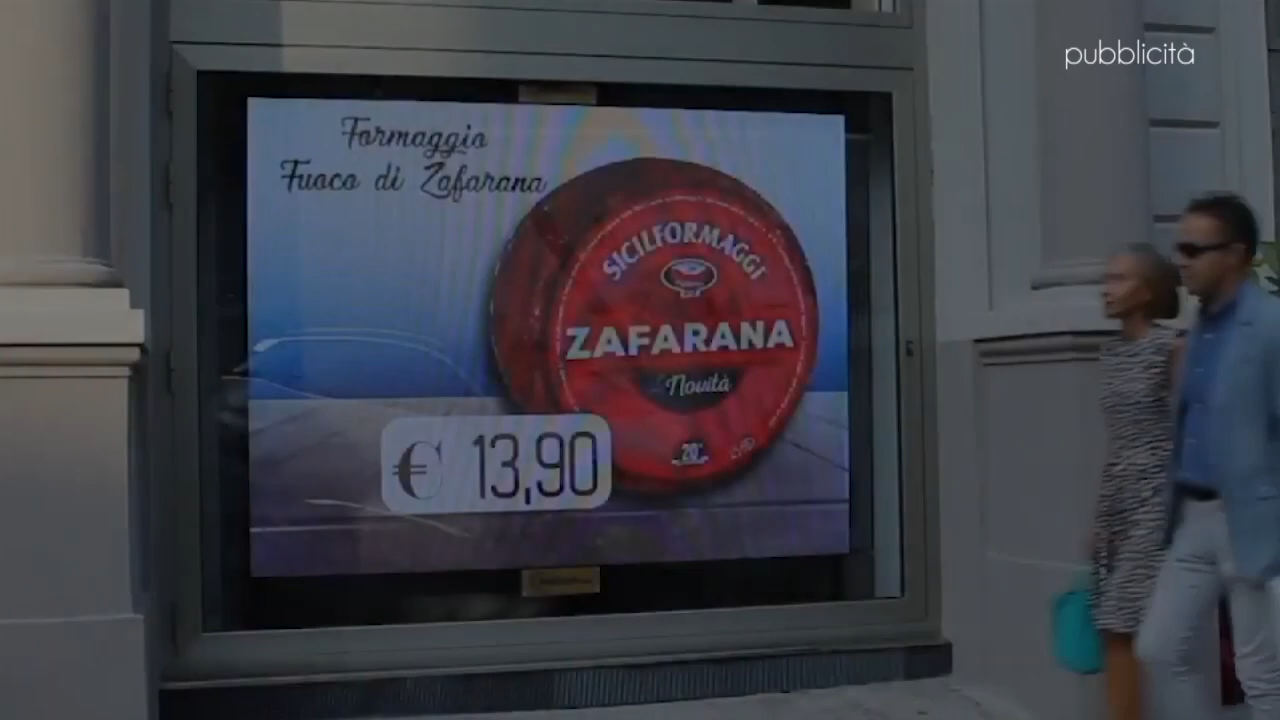 pubblicità
Formaggio
Fuoco di Zafarana
SICILFORMAGGI
ZAFARANA
Novità
€ 13,90